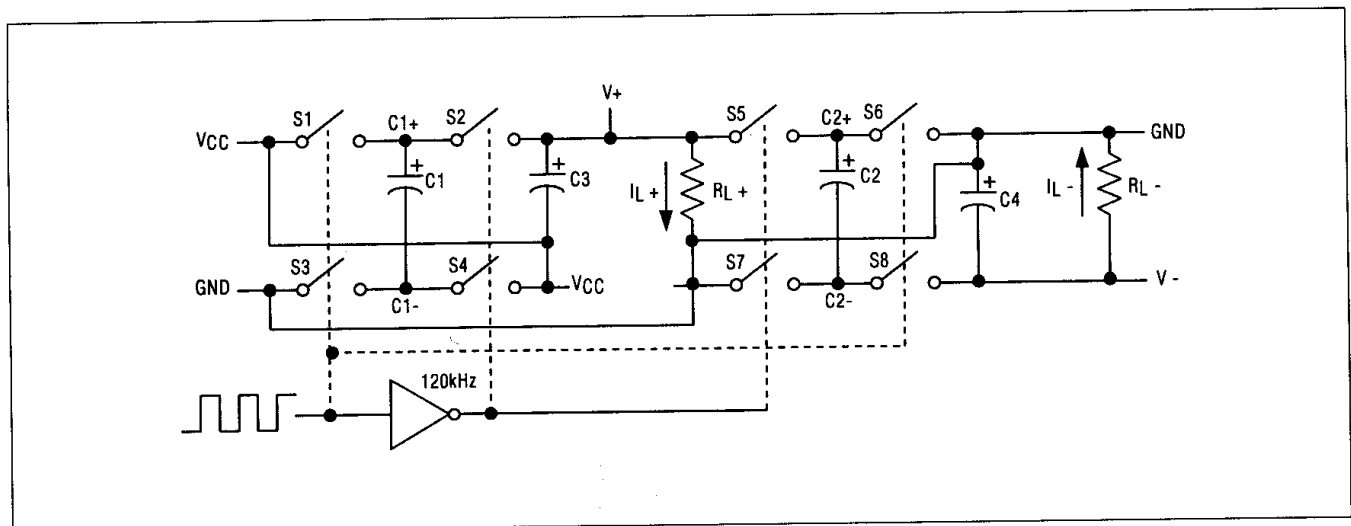 V+
S1
C1+
S2
S5
C2+
S6
VCC
GND
+
C1
+
C3
IL +
RL +
+
C2
+
C4
IL -
RL -
S3
S4
S7
S8
GND
C1-
VCC
C2-
V -
120kHz